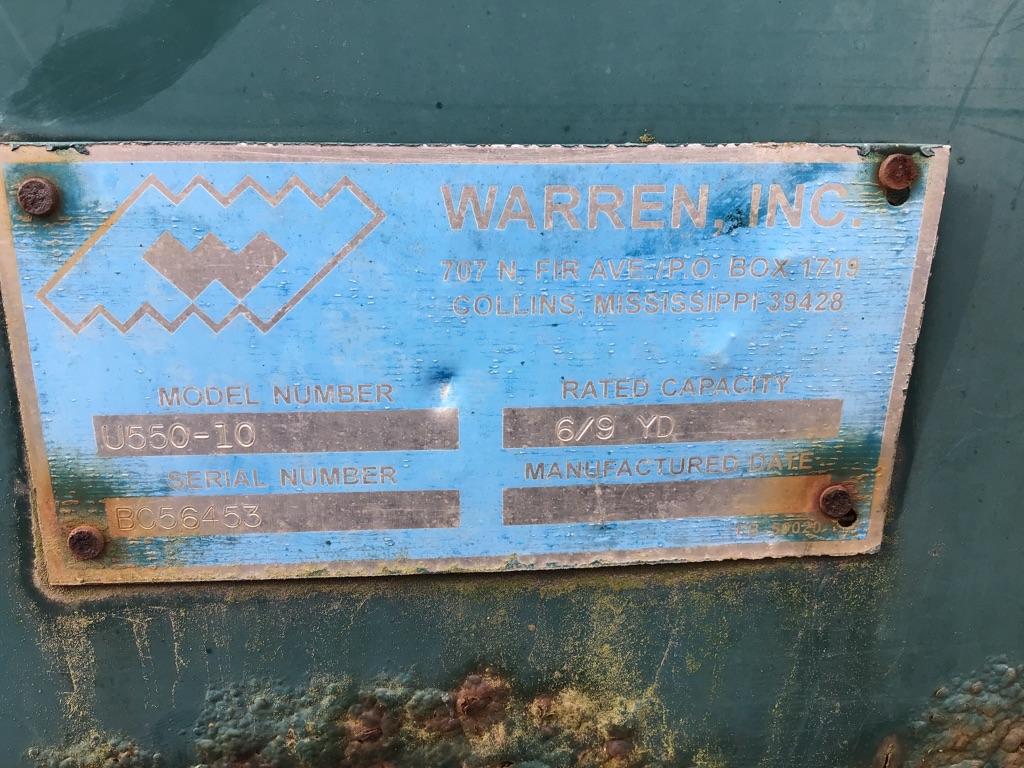 WARREN, INC.
707 N. FIR AVE./P.O. BOX 1719
COLLINS, MISSISSIPPI 39428
MODEL NUMBER
RATED CAPACITY
U550-10
6/9 YD
SERIAL NUMBER
MANUFACTURED DATE
BC56453